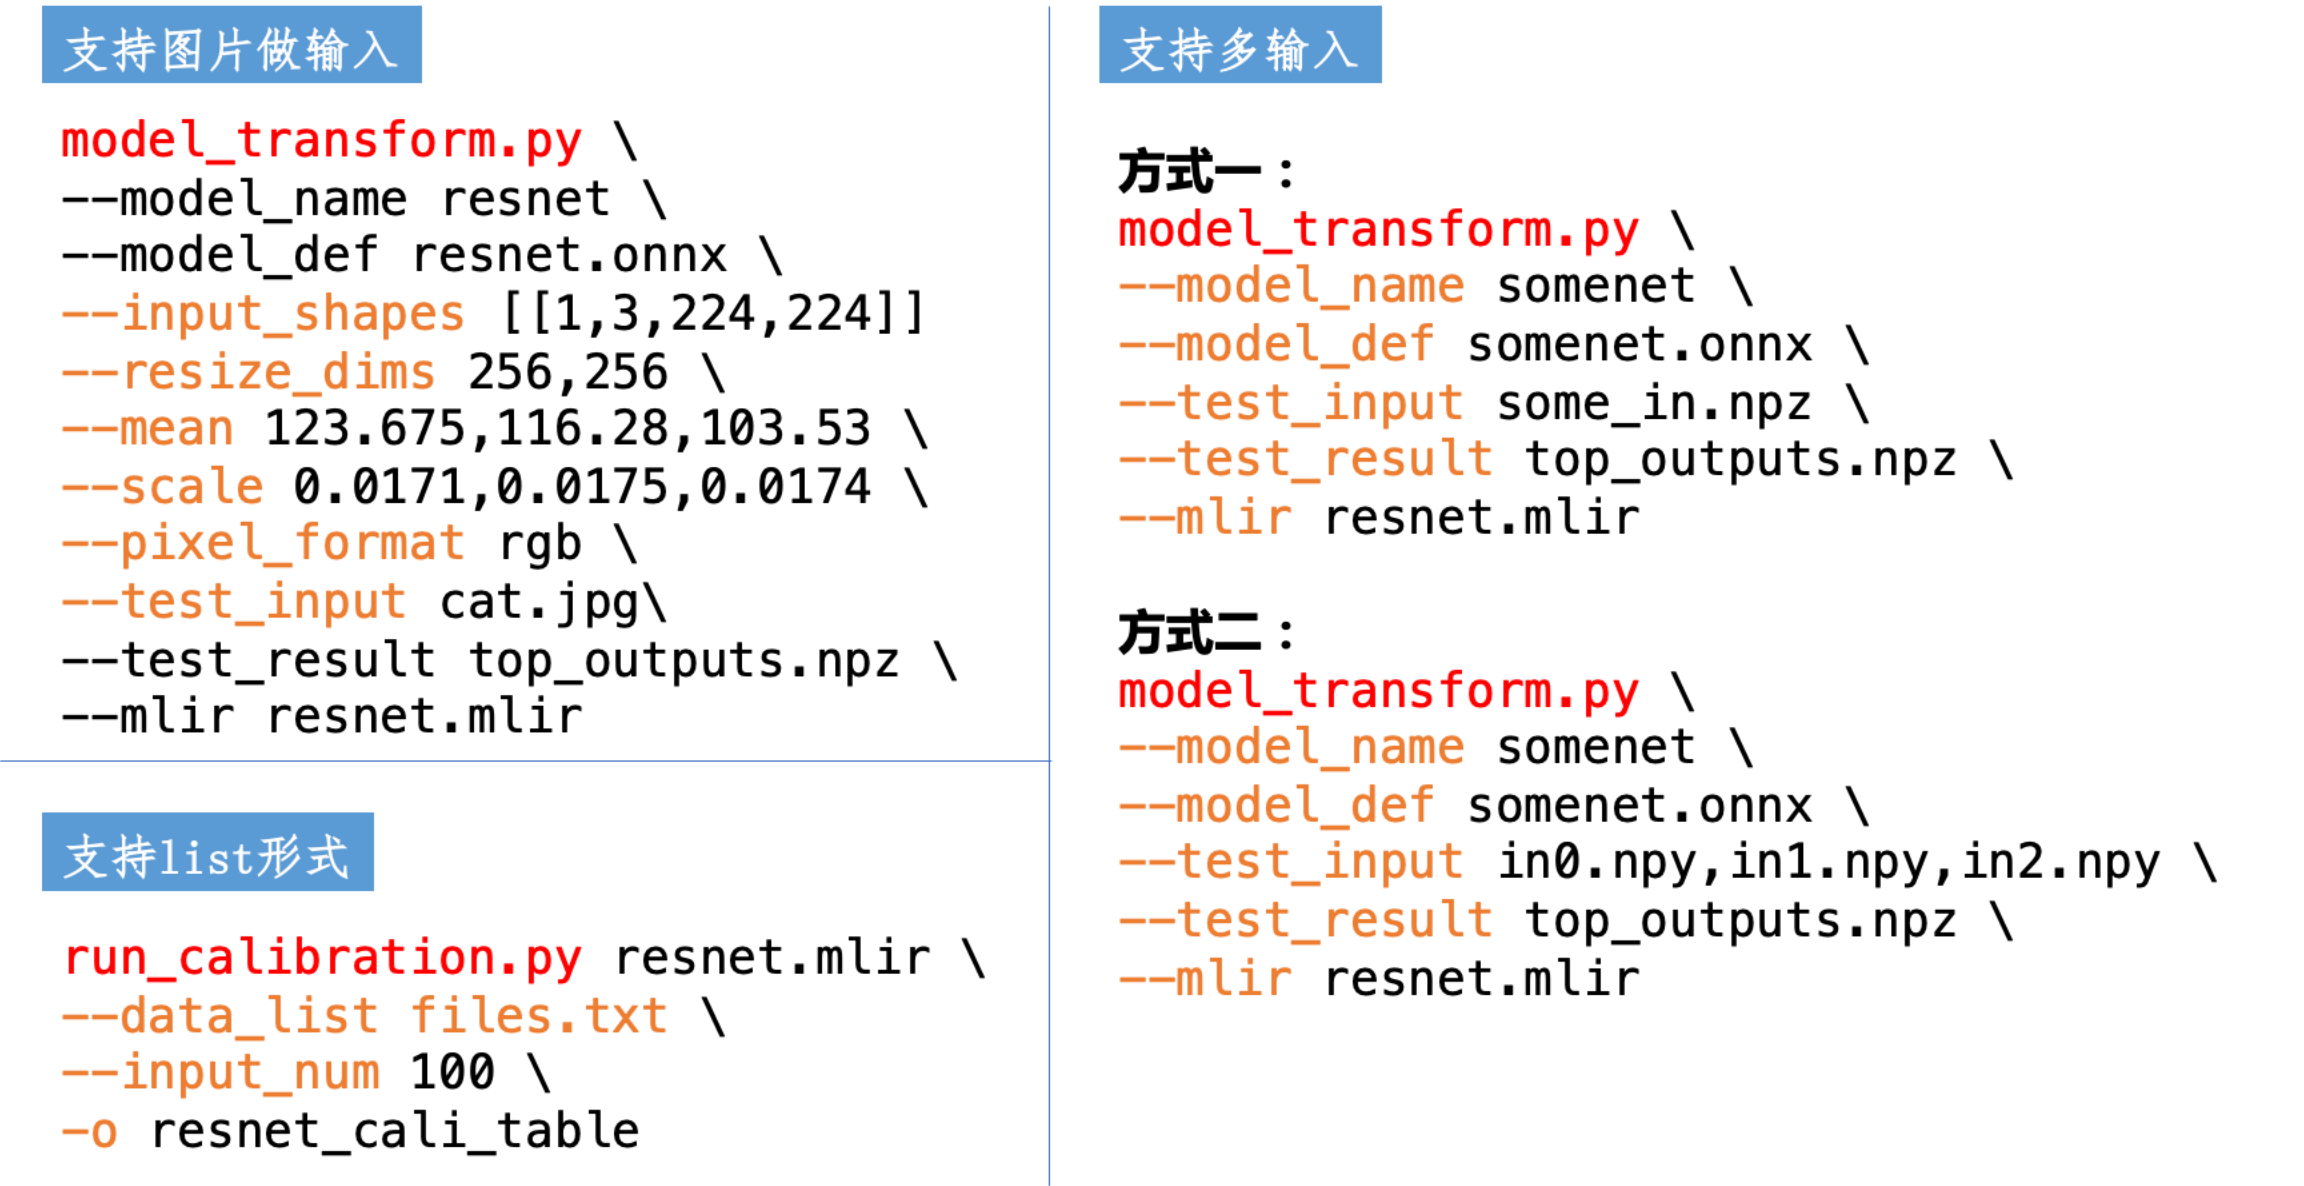 支持图片做输入
model_transform.py \
--model_name resnet \
--model_def resnet.onnx \
--input_shapes [[1,3,224,224]]
--resize_dims 256,256 \
--mean 123.675,116.28,103.53 \
--scale 0.0171,0.0175,0.0174 \
--pixel_format rgb \
--test_input cat.jpg\
--test_result top_outputs.npz \
--mlir resnet.mlir
支持list形式
run_calibration.py resnet.mlir \
--data_list files.txt \
--input_num 100 \
-o resnet_cali_table
支持多输入
方式一：
model_transform.py \
--model_name somenet \
--model_def somenet.onnx \
--test_input some_in.npz \
--test_result top_outputs.npz \
--mlir resnet.mlir
方式二：
model_transform.py \
--model_name somenet \
--model_def somenet.onnx \
--test_input in0.npy,in1.npy,in2.npy \
--test_result top_outputs.npz \
--mlir resnet.mlir